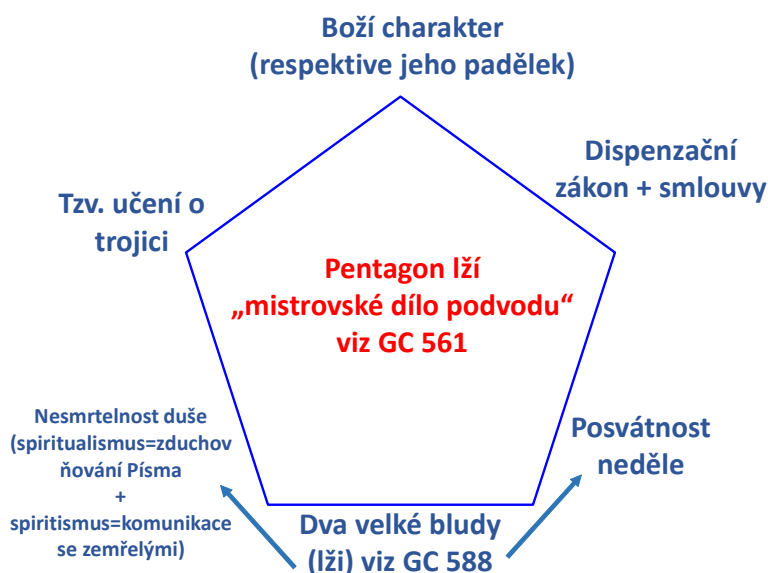 Boží charakter
(respektive jeho padělek)
Dispenzační
zákon + smlouvy
Tzv. učení o
trojici
Pentagon lží
„mistrovské dílo podvodu“
viz GC 561
Nesmrtelnost duše
(spiritualismus=zduchov
ňování Písma
+
spiritismus=komunikace
se zemřelými)
Posvátnost
neděle
Dva velké bludy
(lži) viz GC 588